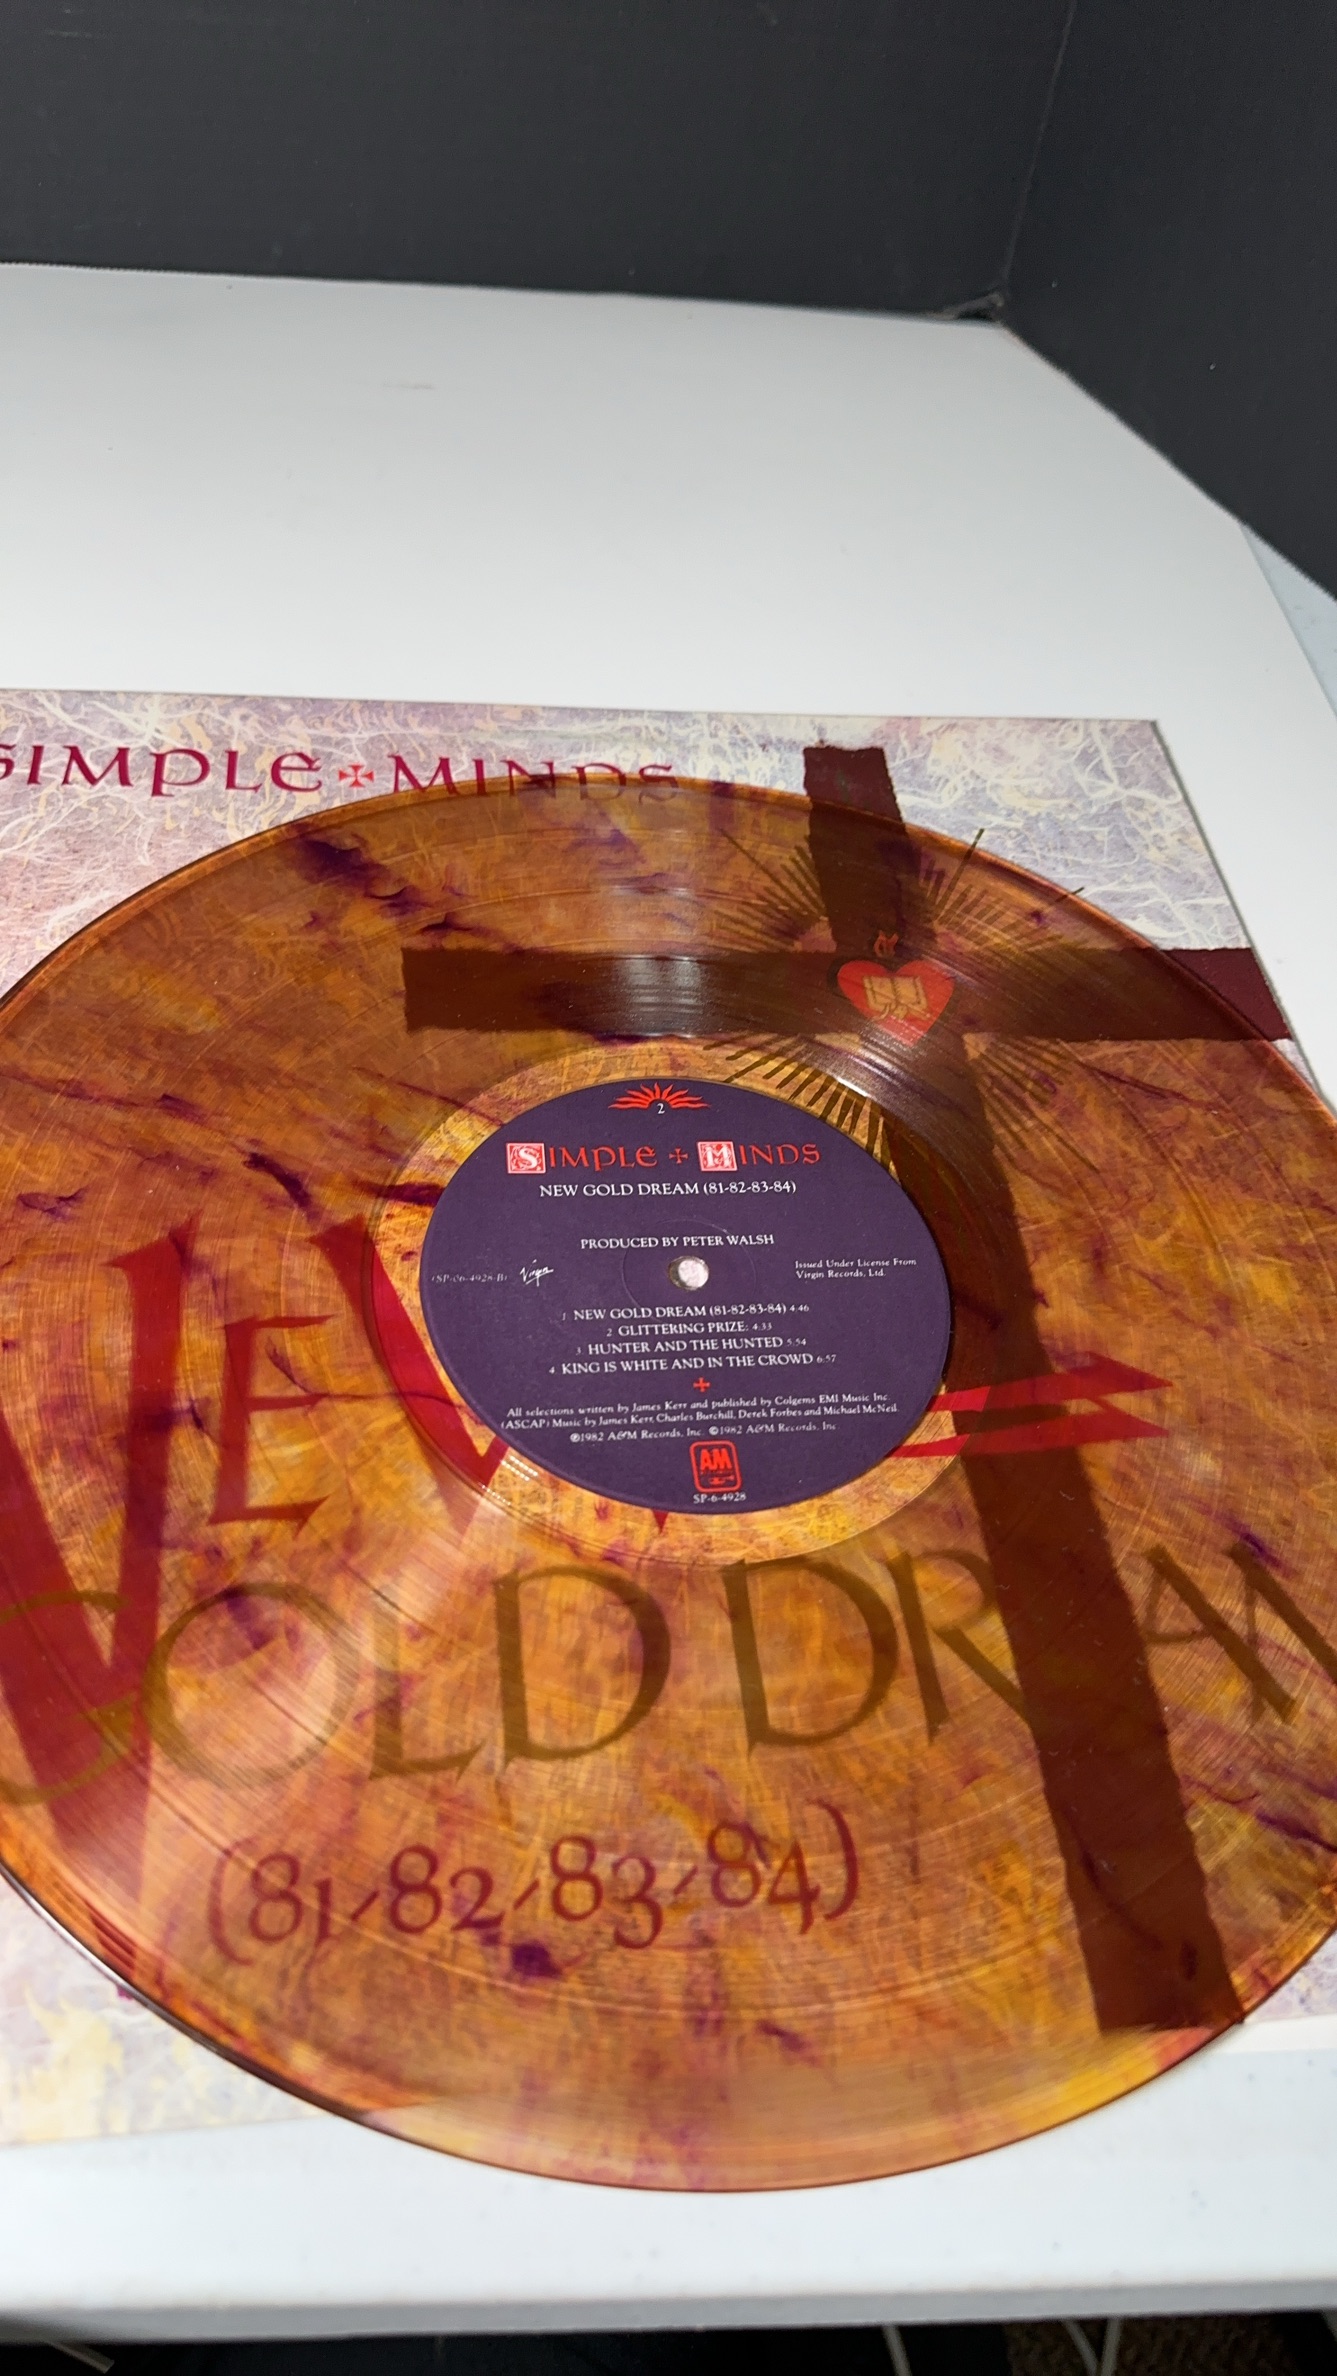 SIMPLE + MINDS
2
SIMPLE + MINDS
NEW GOLD DREAM (81-82-83-84)
PRODUCED BY PETER WALSH
(SP-06-4928-B) Virgin
Issued Under License From
Virgin Records, Ltd.
1 NEW GOLD DREAM (81-82-83-84) 4:46
2 GLITTERING PRIZE: 4:33
3. HUNTER AND THE HUNTED 5:54
4. KING IS WHITE AND IN THE CROWD 6:57
All selections written by James Kerr and published by Colgems EMI Music Inc.
(ASCAP) Music by James Kerr, Charles Burchill, Derek Forbes and Michael McNeil
℗1982 A&M Records, Inc. ©1982 A&M Records, Inc
AM
SP-6-4928
NEW
GOLD DREAM
(81-82-83-84)